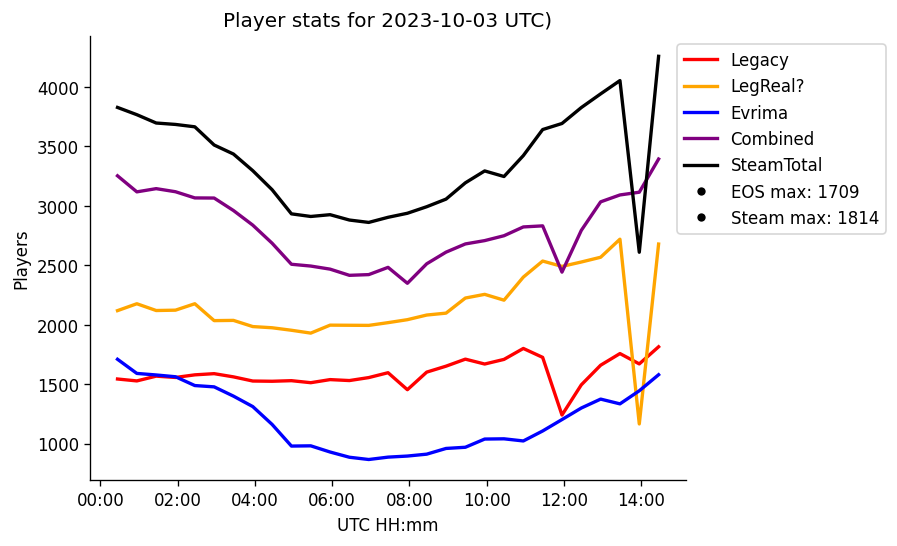 Player stats for 2023-10-03 UTC)
Legacy
LegReal?
Evrima
Combined
SteamTotal
EOS max: 1709
Steam max: 1814
Players
4000
3500
3000
2500
2000
1500
1000
00:00 02:00 04:00 06:00 08:00 10:00 12:00 14:00
UTC HH:mm